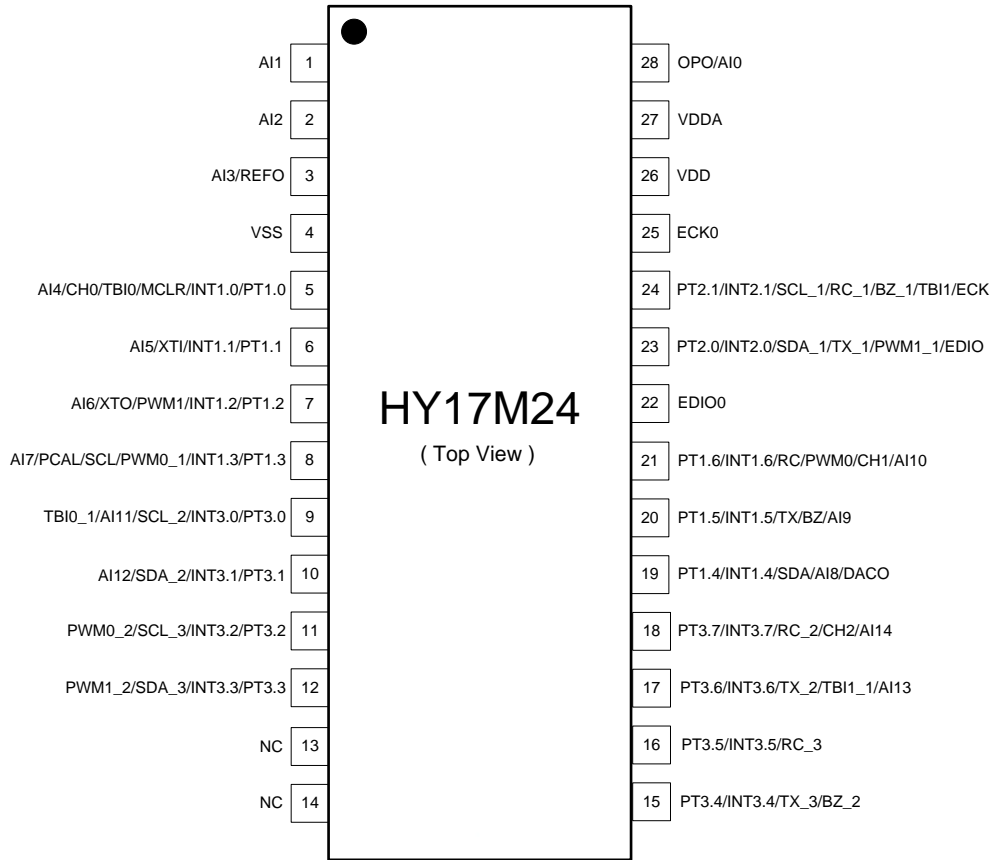 AI1 1
AI2 2
AI3/REFO 3
VSS 4
AI4/CH0/TBI0/MCLR/INT1.0/PT1.0 5
AI5/XTI/INT1.1/PT1.1 6
AI6/XTO/PWM1/INT1.2/PT1.2 7
AI7/PCAL/SCL/PWM0_1/INT1.3/PT1.3 8
TBI0_1/AI11/SCL_2/INT3.0/PT3.0 9
AI12/SDA_2/INT3.1/PT3.1 10
PWM0_2/SCL_3/INT3.2/PT3.2 11
PWM1_2/SDA_3/INT3.3/PT3.3 12
NC 13
NC 14
HY17M24
( Top View )
28 OPO/AI0
27 VDDA
26 VDD
25 ECK0
24 PT2.1/INT2.1/SCL_1/RC_1/BZ_1/TBI1/ECK
23 PT2.0/INT2.0/SDA_1/TX_1/PWM1_1/EDIO
22 EDIO0
21 PT1.6/INT1.6/RC/PWM0/CH1/AI10
20 PT1.5/INT1.5/TX/BZ/AI9
19 PT1.4/INT1.4/SDA/AI8/DACO
18 PT3.7/INT3.7/RC_2/CH2/AI14
17 PT3.6/INT3.6/TX_2/TBI1_1/AI13
16 PT3.5/INT3.5/RC_3
15 PT3.4/INT3.4/TX_3/BZ_2